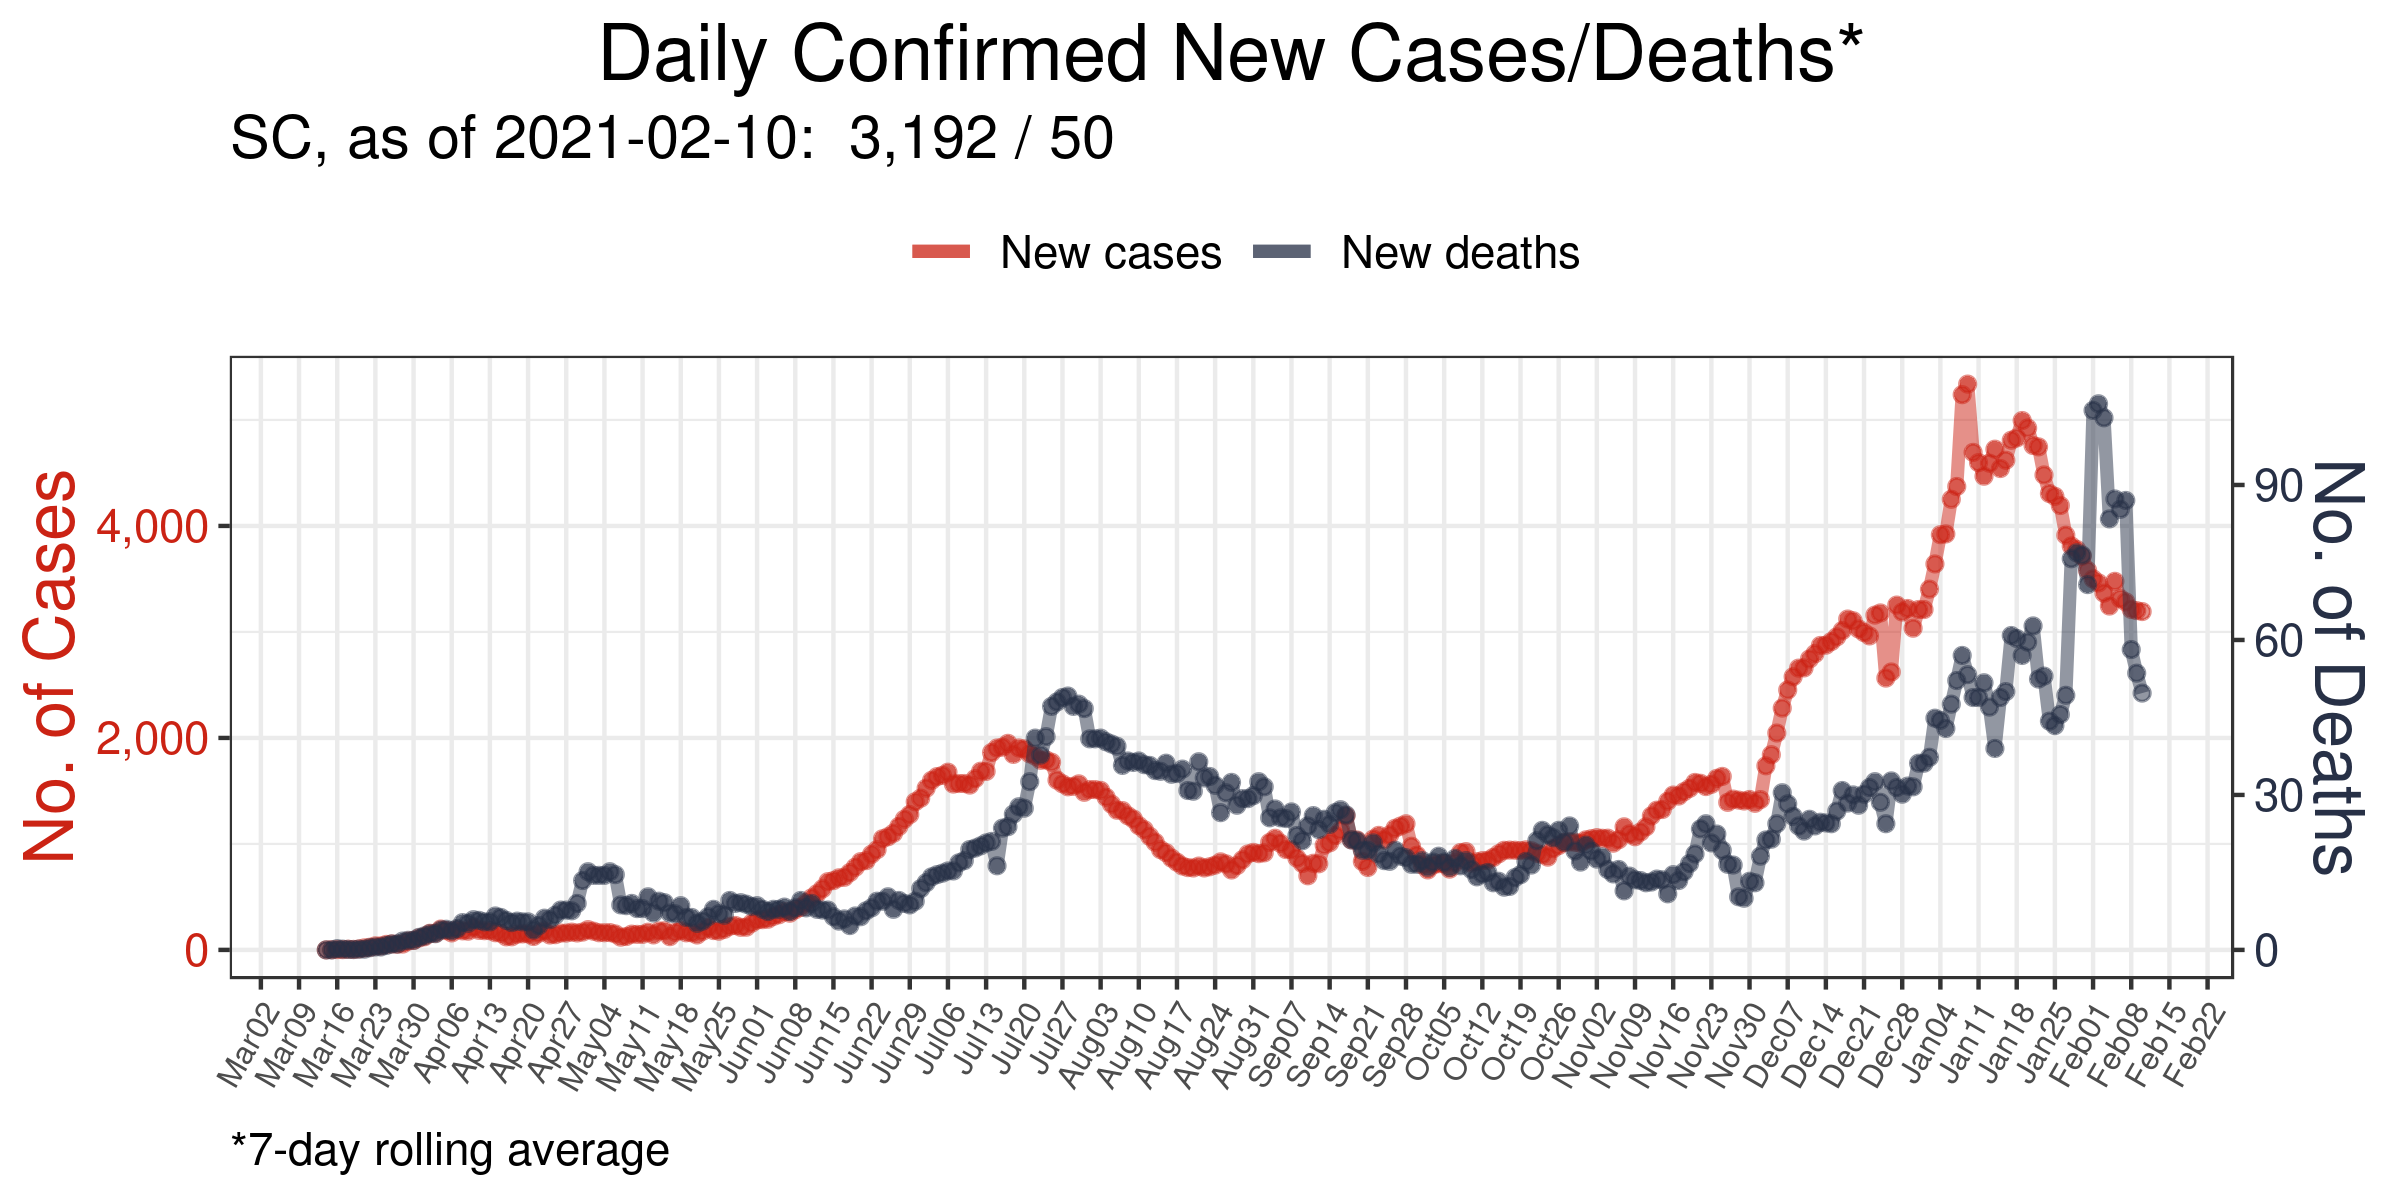 Daily Confirmed New Cases/Deaths*
SC, as of 2021-02-10:  3,192 / 50
New cases
New deaths
No. of Cases
4,000
2,000
0
90
60
30
0
No. of Deaths
Mar02
Mar09
Mar16
Mar23
Mar30
Apr06
Apr13
Apr20
Apr27
May04
May11
May18
May25
Jun01
Jun08
Jun15
Jun22
Jun29
Jul06
Jul13
Jul20
Jul27
Aug03
Aug10
Aug17
Aug24
Aug31
Sep07
Sep14
Sep21
Sep28
Oct05
Oct12
Oct19
Oct26
Nov02
Nov09
Nov16
Nov23
Nov30
Dec07
Dec14
Dec21
Dec28
Jan04
Jan11
Jan18
Jan25
Feb01
Feb08
Feb15
Feb22
*7-day rolling average